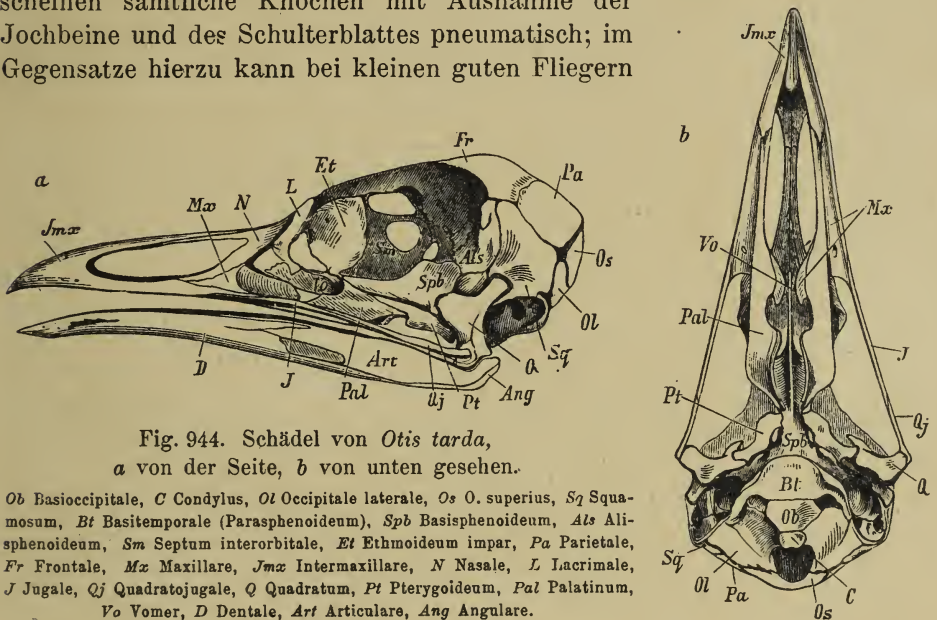 scheinen sämtliche Knochen mit Ausnahme der
Jochbeine und des Schulterblattes pneumatisch; im
Gegensatze hierzu kann bei kleinen guten Fliegern
a
Jmx
Mx
N
L
Et
Fr
Pa
Sm
Als
Spb
Os
Ol
Sq
Q
D
J
Pal
Art
Qj
Pt
Ang
b
Jmx
Mx
Vo
Pal
J
Pt
Qj
Spb
Q
Bt
Ob
Sq
Ol
Pa
C
Os
Fig. 944. Schädel von Otis tarda,
a von der Seite, b von unten gesehen.
Ob Basioccipitale, C Condylus, Ol Occipitale laterale, Os O. superius, Sq Squa-
mosum, Bt Basitemporale (Parasphenoideum), Spb Basisphenoideum, Als Ali-
sphenoideum, Sm Septum interorbitale, Et Ethmoideum impar, Pa Parietale,
Fr Frontale, Mx Maxillare, Jmx Intermaxillare, N Nasale, L Lacrimale,
J Jugale, Qj Quadratojugale, Q Quadratum, Pt Pterygoideum, Pal Palatinum,
Vo Vomer, D Dentale, Art Articulare, Ang Angulare.